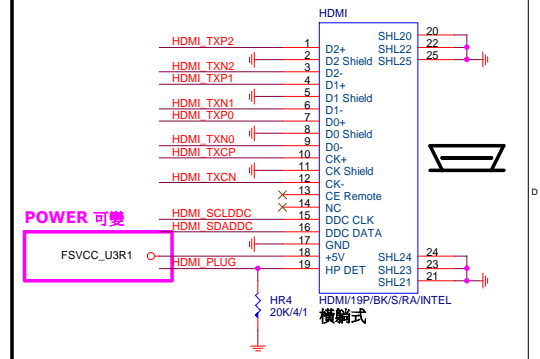 HDMI
HDMI_TXP2 1 D2+ SHL20 20
2 D2 Shield SHL22 22
HDMI_TXN2 3 D2- SHL25 25
HDMI_TXP1 4 D1+
5 D1 Shield
HDMI_TXN1 6 D1-
HDMI_TXP0 7 D0+
8 D0 Shield
HDMI_TXN0 9 D0-
HDMI_TXCP 10 CK+
11 CK Shield
HDMI_TXCN 12 CK-
13 CE Remote
14 NC
HDMI_SCLDDC 15 DDC CLK
HDMI_SDADDC 16 DDC DATA
17 GND
18 +5V SHL24 24
HDMI_PLUG 19 HP DET SHL23 23
SHL21 21
POWER 可變
FSVCC_U3R1
HR4
20K/4/1
HDMI/19P/BK/S/RA/INTEL
橫躺式
D